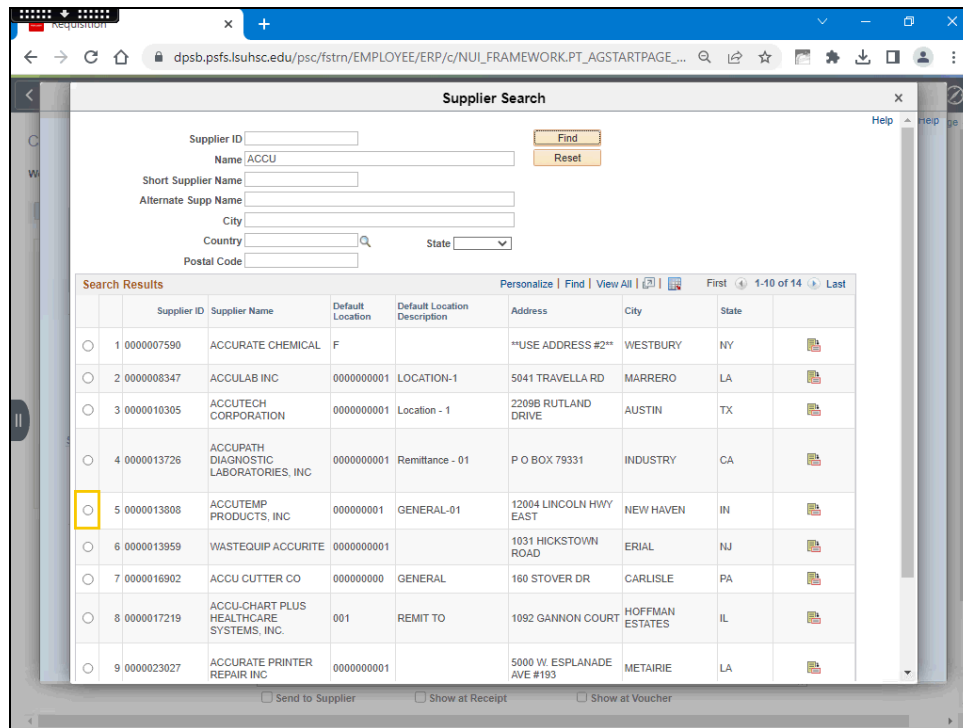 Requisition
dpsb.psfs.lsuhsc.edu/psc/fstrn/EMPLOYEE/ERP/c/NUI_FRAMEWORK.PT_AGSTARTPAGE_...
Supplier Search
Help
Help
ge
C
We
Supplier ID
Find
Name ACCU
Reset
Short Supplier Name
Alternate Supp Name
City
Country
State
Postal Code
Search Results Personalize | Find | View All | First 1-10 of 14 Last
Supplier ID Supplier Name Default Location Default Location Description Address City State
1 0000007590 ACCURATE CHEMICAL F **USE ADDRESS #2** WESTBURY NY
2 0000008347 ACCULAB INC 0000000001 LOCATION-1 5041 TRAVELLA RD MARRERO LA
3 0000010305 ACCUTECH CORPORATION 0000000001 Location - 1 2209B RUTLAND DRIVE AUSTIN TX
4 0000013726 ACCUPATH DIAGNOSTIC LABORATORIES, INC 0000000001 Remittance - 01 P O BOX 79331 INDUSTRY CA
5 0000013808 ACCUTEMP PRODUCTS, INC 000000001 GENERAL-01 12004 LINCOLN HWY EAST NEW HAVEN IN
6 0000013959 WASTEQUIP ACCURITE 0000000001 1031 HICKSTOWN ROAD ERIAL NJ
7 0000016902 ACCU CUTTER CO 000000000 GENERAL 160 STOVER DR CARLISLE PA
8 0000017219 ACCU-CHART PLUS HEALTHCARE SYSTEMS, INC. 001 REMIT TO 1092 GANNON COURT HOFFMAN ESTATES IL
9 0000023027 ACCURATE PRINTER REPAIR INC 0000000001 5000 W. ESPLANADE AVE #193 METAIRIE LA
Send to Supplier Show at Receipt Show at Voucher